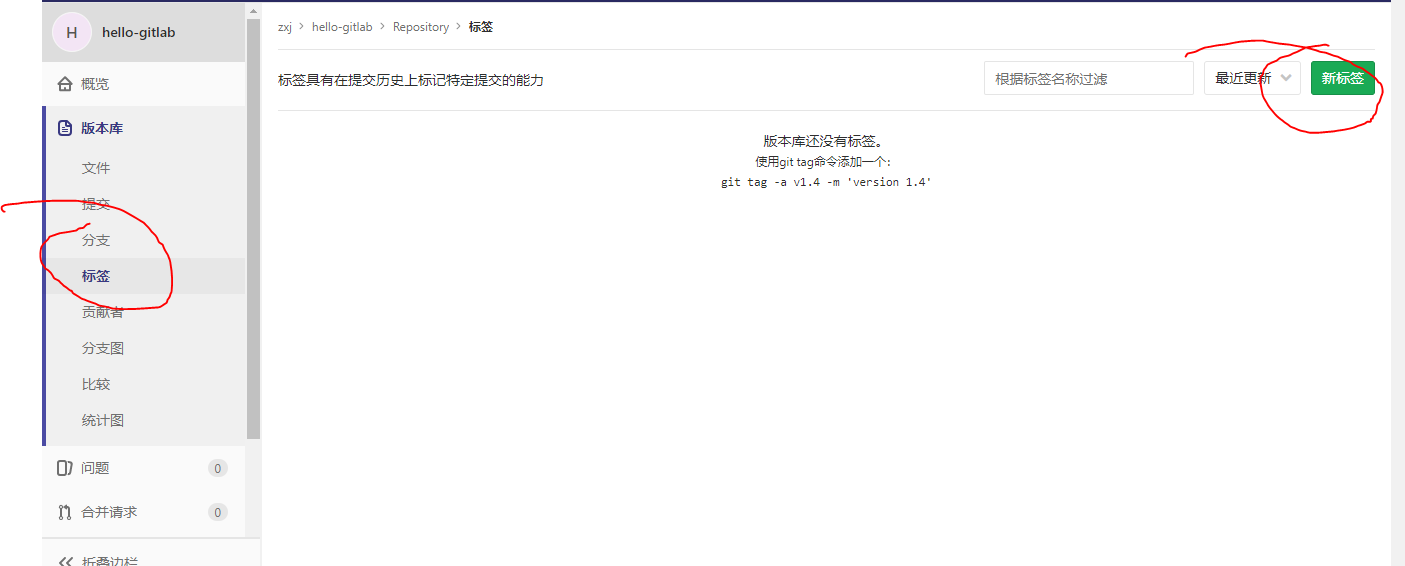 H hello-gitlab
概览
版本库
文件
提交
分支
标签
贡献者
分支图
比较
统计图
问题 0
合并请求 0
折叠边栏
zxj > hello-gitlab > Repository > 标签
标签具有在提交历史上标记特定提交的能力
根据标签名称过滤
最近更新
新标签
版本库还没有标签。
使用git tag命令添加一个:
git tag -a v1.4 -m 'version 1.4'